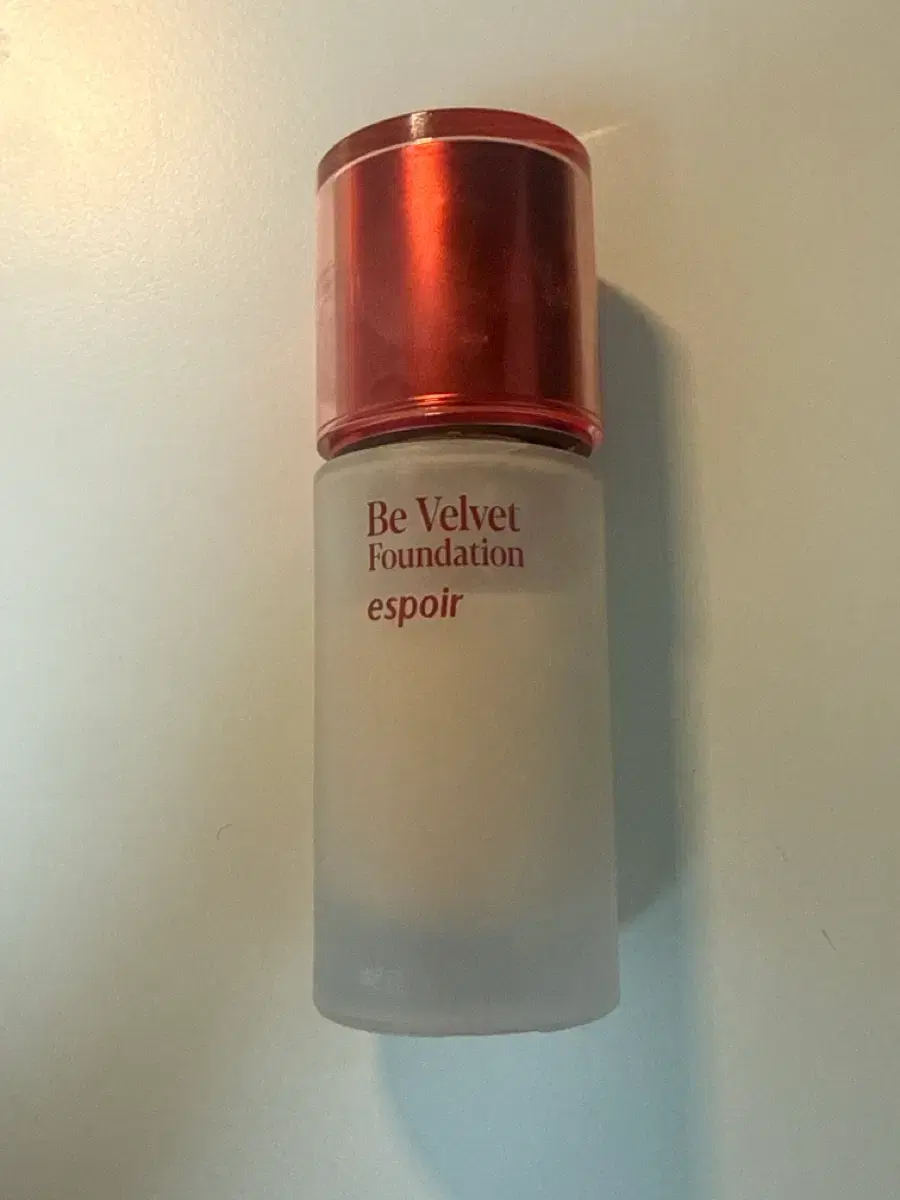 Be Velvet
Foundation
espoir